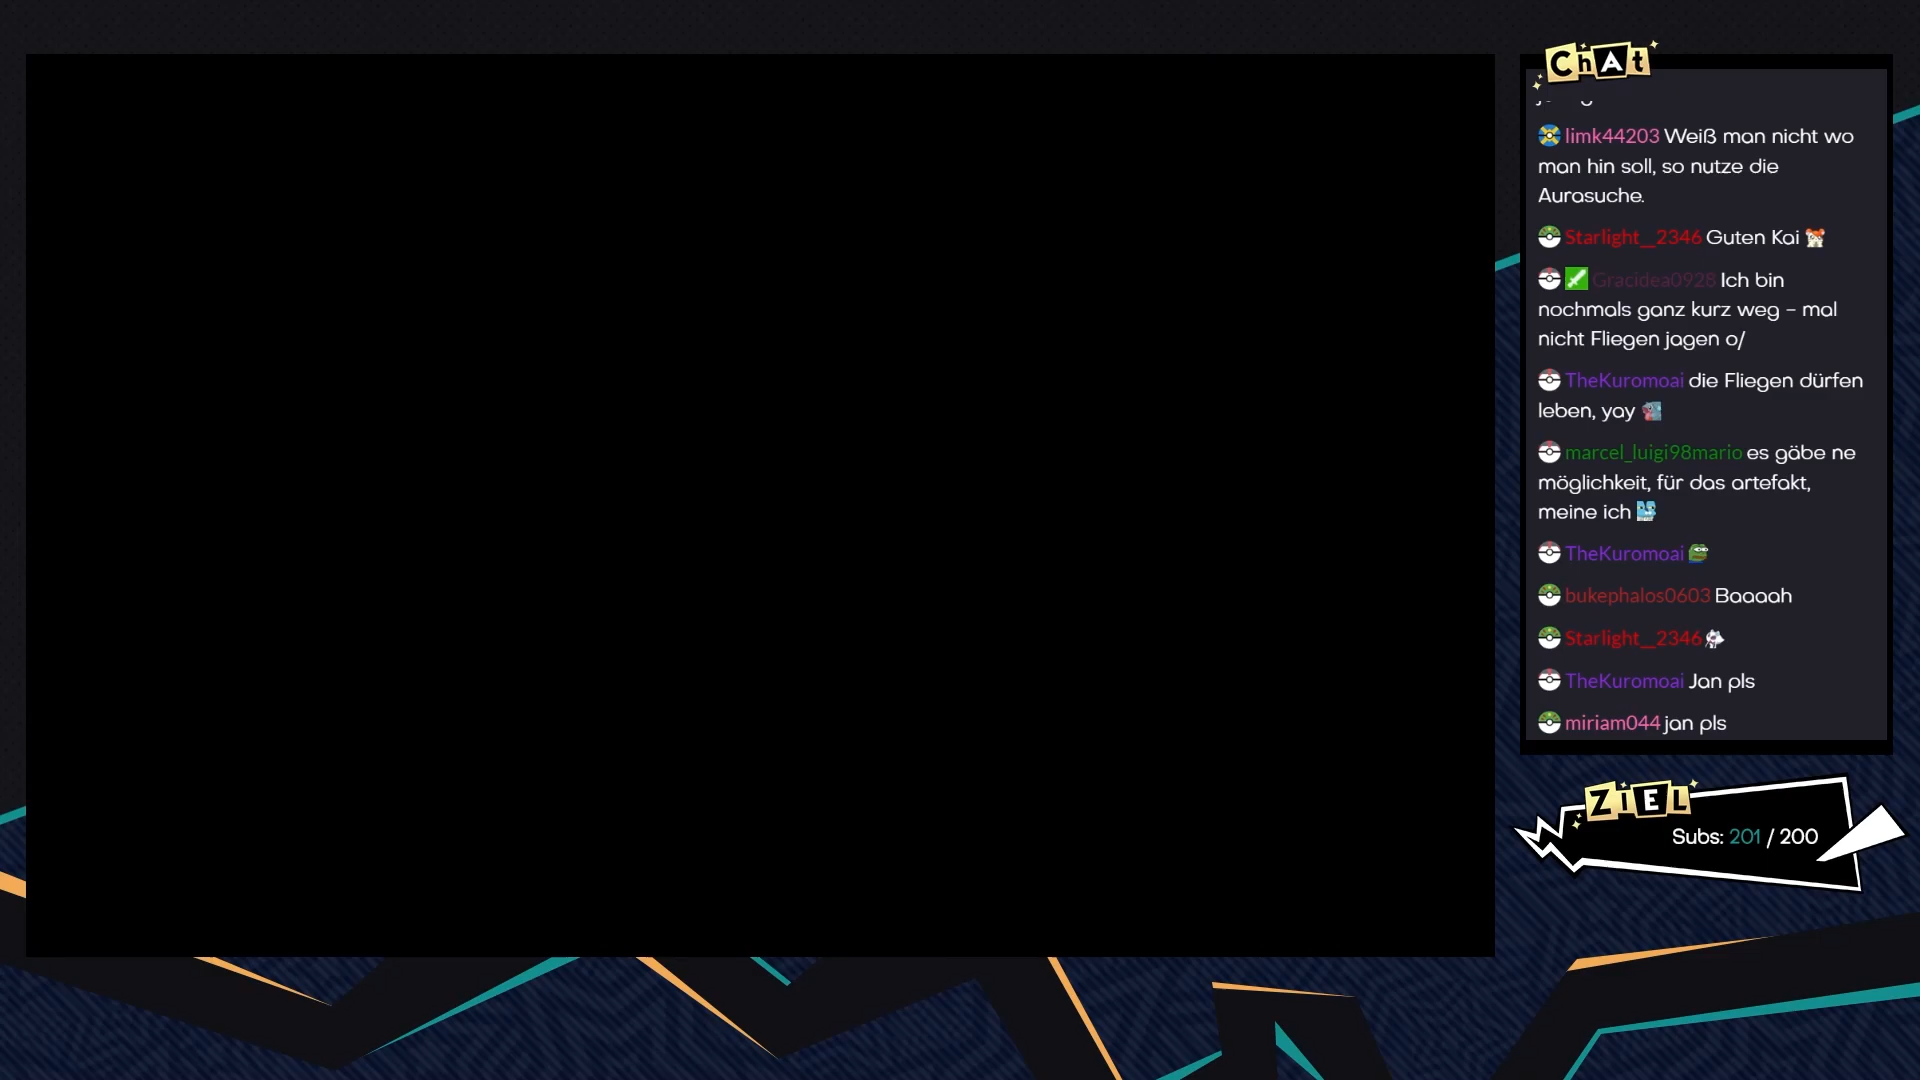 ChAt
limk44203 Weiß man nicht wo
man hin soll, so nutze die
Aurasuche.
Starlight__2346 Guten Kai
Gracidea0928 Ich bin
nochmals ganz kurz weg - mal
nicht Fliegen jagen o/
TheKuromoai die Fliegen dürfen
leben, yay
marcel_luigi98mario es gäbe ne
möglichkeit, für das artefakt,
meine ich
TheKuromoai
bukephalos0603 Baaaah
Starlight__2346
TheKuromoai Jan pls
miriam044 jan pls
ZiEL
Subs: 201 / 200